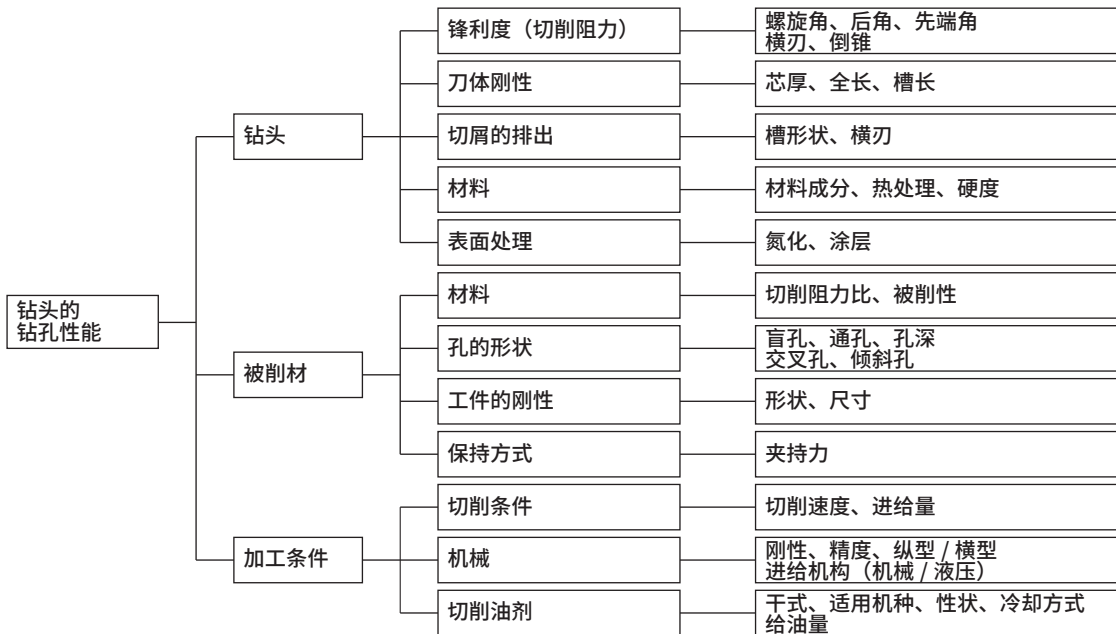 钻头的
钻孔性能
钻头
锋利度（切削阻力）
螺旋角、后角、先端角
横刃、倒锥
刀体刚性
芯厚、全长、槽长
切屑的排出
槽形状、横刃
材料
材料成分、热处理、硬度
表面处理
氮化、涂层
被削材
材料
切削阻力比、被削性
孔的形状
盲孔、通孔、孔深
交叉孔、倾斜孔
工件的刚性
形状、尺寸
保持方式
夹持力
加工条件
切削条件
切削速度、进给量
机械
刚性、精度、纵型 / 横型
进给机构（机械 / 液压）
切削油剂
干式、适用机种、性状、冷却方式
给油量